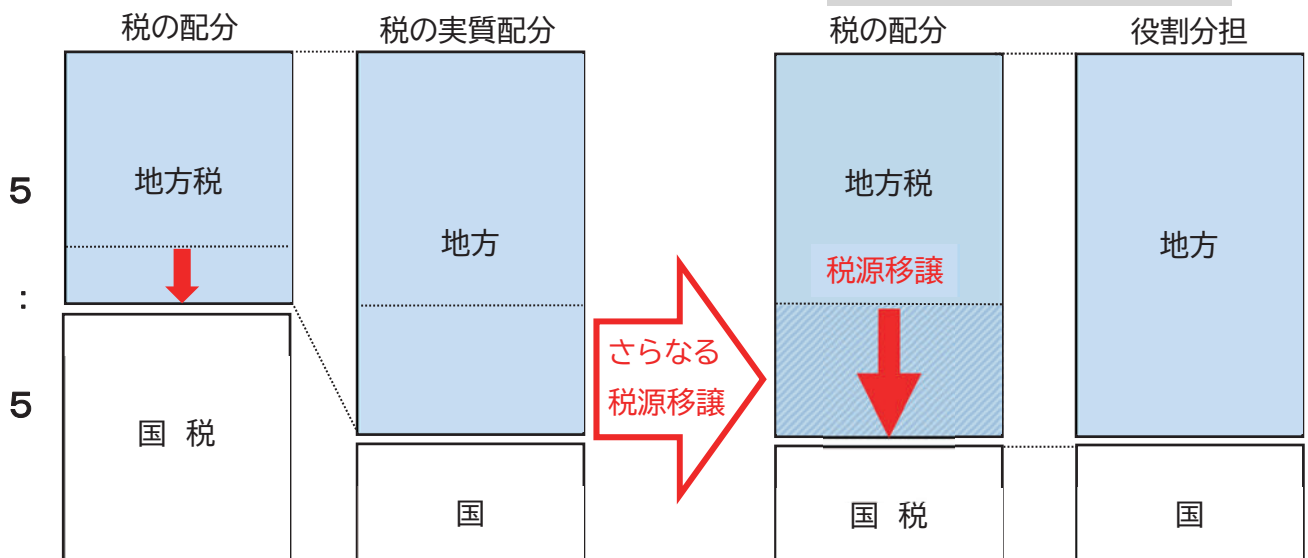 税の配分
税の実質配分
税の配分
役割分担
5
:
5
地方税
国 税
地方
国
さらなる
税源移譲
地方税
税源移譲
国 税
地方
国